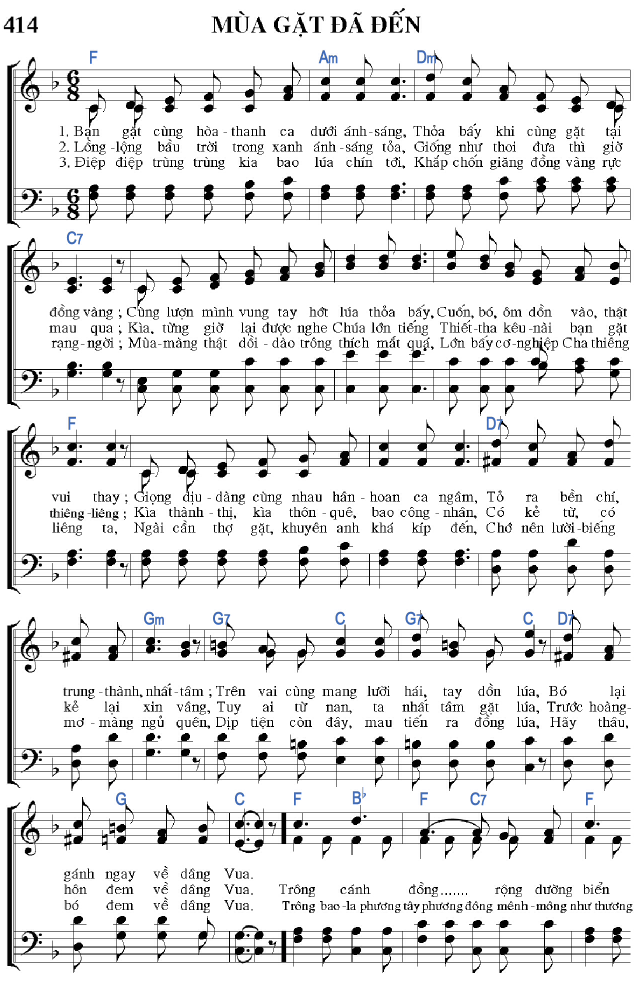 414 MÙA GẶT ĐÃ ĐẾN
F Am Dm
1. Bạn gặt cùng hòa-thanh ca dưới ánh-sáng, Thỏa bấy khi cùng gặt tại
2. Lồng-lộng bầu trời trong xanh ánh-sáng tỏa, Giống như thoi đưa thì giờ
3. Điệp điệp trùng trùng kia bao lúa chín tới, Khắp chốn giăng đồng vàng rực
C7
đồng vàng; Cùng lượn mình vung tay hớt lúa thỏa bấy, Cuốn, bó, ôm dồn vào, thật
mau qua; Kìa, từng giờ lại được nghe Chúa lớn tiếng Thiết-tha kêu-nài bạn gặt
rạng-ngời; Mùa-màng thật dồi-dào trông thích mắt quá, Lớn bấy cơ-nghiệp Cha thiêng
F D7
vui thay; Giọng dịu-dàng cùng nhau hân-hoan ca ngâm, Tỏ ra bền chí,
thiêng-liêng; Kìa thành-thị, kìa thôn-quê, bao công-nhân, Có kẻ từ, có
liêng ta, Ngài cần thợ gặt, khuyên anh khá kíp đến, Chớ nên lười-biếng
Gm G7 C G7 C D7
trung-thành, nhất-tâm; Trên vai cùng mang lưỡi hái, tay dồn lúa, Bó lại
kẻ lại xin vâng, Tuy ai từ nan, ta nhất tâm gặt lúa, Trước hoàng-
mơ-màng ngủ quên, Dịp tiện còn đây, mau tiến ra đồng lúa, Hãy thâu,
G C F B♭ F C7 F
gánh ngay về dâng Vua.
hôn đem về dâng Vua. Trông cánh đồng....... rộng dường biển
bó đem về dâng Vua. Trông bao-la phương tây phương đông mênh-mông như thương